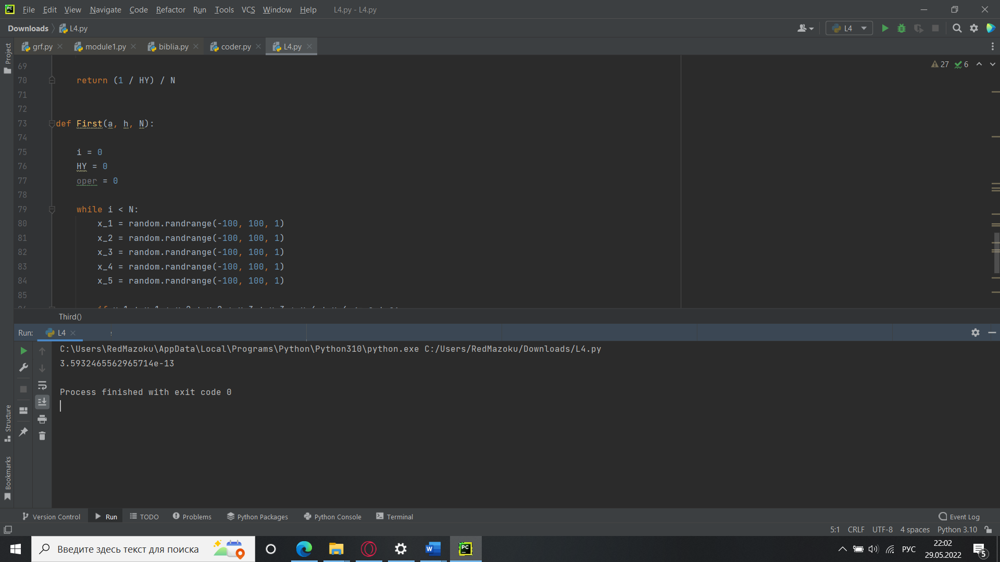 File Edit View Navigate Code Refactor Run Tools VCS Window Help L4.py - L4.py
Downloads L4.py L4
grf.py module1.py biblia.py coder.py L4.py
Project
27 6
69
70 return (1 / HY) / N
71
72
73 def First(a, h, N):
74
75 i = 0
76 HY = 0
77 oper = 0
78
79 while i < N:
80 x_1 = random.randrange(-100, 100, 1)
81 x_2 = random.randrange(-100, 100, 1)
82 x_3 = random.randrange(-100, 100, 1)
83 x_4 = random.randrange(-100, 100, 1)
84 x_5 = random.randrange(-100, 100, 1)
85
Third()
Run: L4
C:\Users\RedMazoku\AppData\Local\Programs\Python\Python310\python.exe C:/Users/RedMazoku/Downloads/L4.py
3.5932465562965714e-13
Process finished with exit code 0
Structure
Bookmarks
Version Control Run TODO Problems Python Packages Python Console Terminal Event Log
5:1 CRLF UTF-8 4 spaces Python 3.10
Введите здесь текст для поиска
РУС
22:02
29.05.2022
5